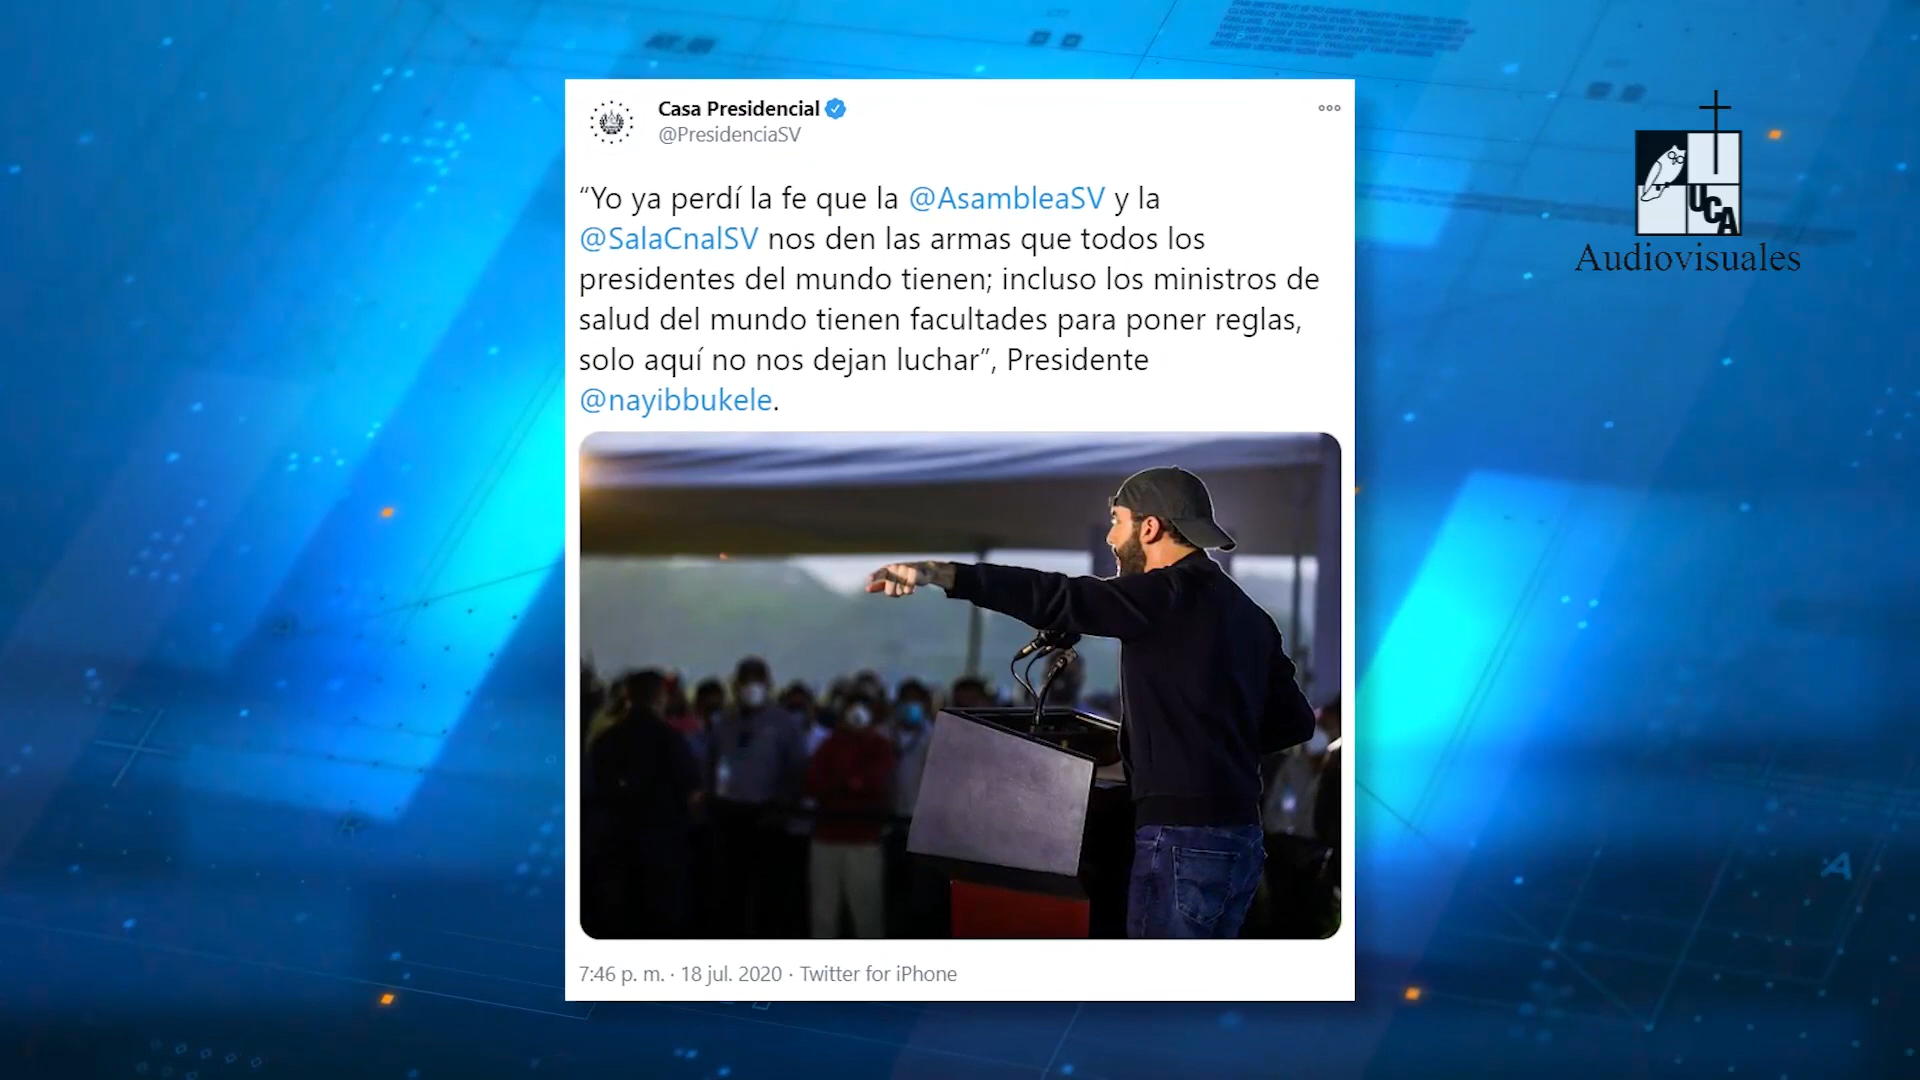 Casa Presidencial
@PresidenciaSV
“Yo ya perdí la fe que la @AsambleaSV y la
@SalaCnalSV nos den las armas que todos los
presidentes del mundo tienen; incluso los ministros de
salud del mundo tienen facultades para poner reglas,
solo aquí no nos dejan luchar”, Presidente
@nayibbukele.
7:46 p. m. · 18 jul. 2020 · Twitter for iPhone
UCA
Audiovisuales
A